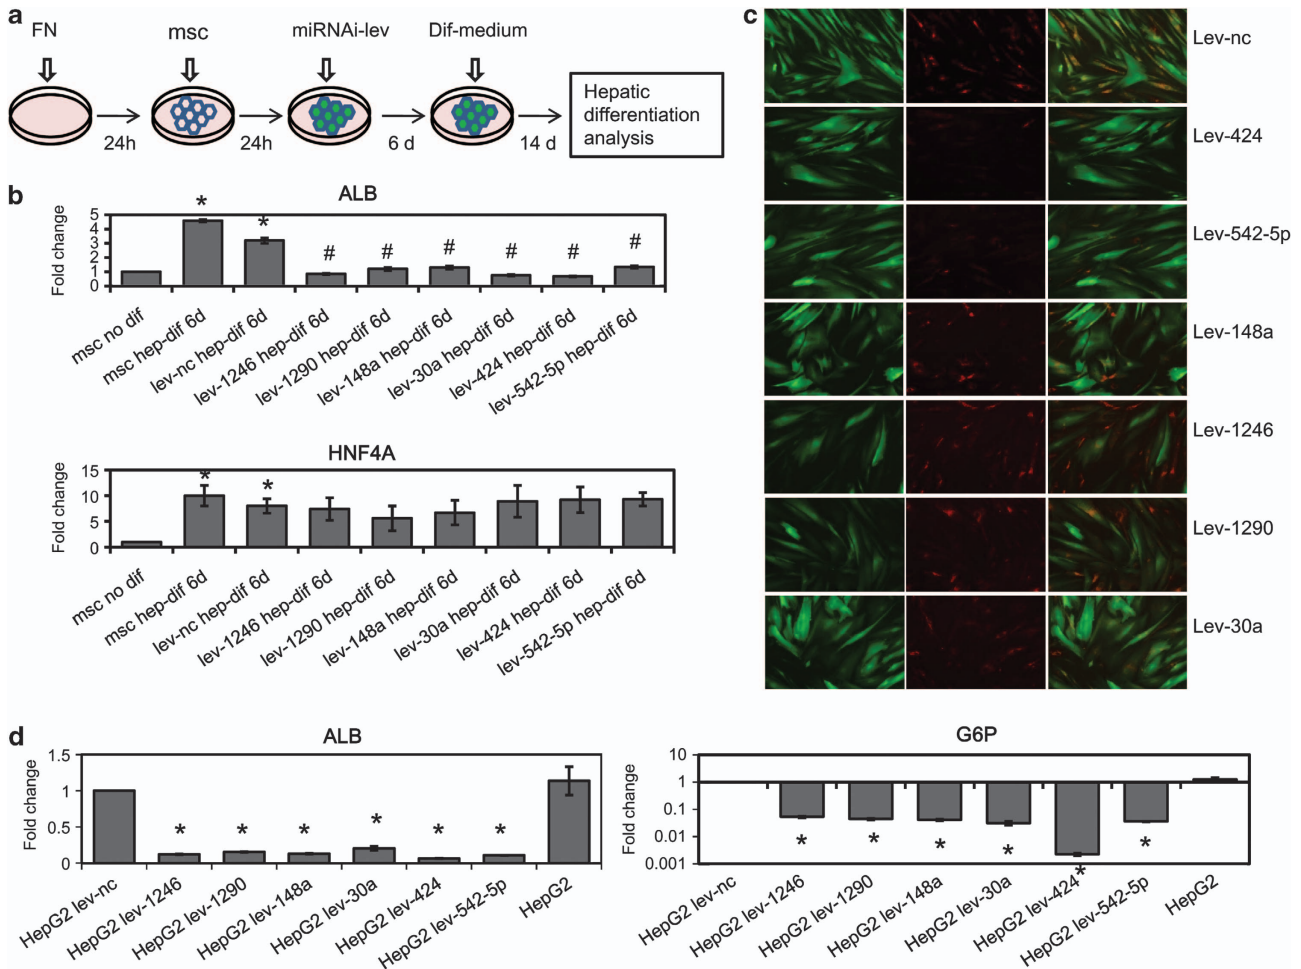 a
FN
msc
miRNAi-lev
Dif-medium
24h
24h
6 d
14 d
Hepatic
differentiation
analysis
b
ALB
Fold change
5
4
3
2
1
0
*
*
#
#
#
#
#
#
msc no dif
msc hep-dif 6d
lev-nc hep-dif 6d
lev-1246 hep-dif 6d
lev-1290 hep-dif 6d
lev-148a hep-dif 6d
lev-30a hep-dif 6d
lev-424 hep-dif 6d
lev-542-5p hep-dif 6d
HNF4A
Fold change
15
10
5
0
*
*
msc no dif
msc hep-dif 6d
lev-nc hep-dif 6d
lev-1246 hep-dif 6d
lev-1290 hep-dif 6d
lev-148a hep-dif 6d
lev-30a hep-dif 6d
lev-424 hep-dif 6d
lev-542-5p hep-dif 6d
c
Lev-nc
Lev-424
Lev-542-5p
Lev-148a
Lev-1246
Lev-1290
Lev-30a
d
ALB
Fold change
1.5
1
0.5
0
*
*
*
*
*
*
HepG2 lev-nc
HepG2 lev-1246
HepG2 lev-1290
HepG2 lev-148a
HepG2 lev-30a
HepG2 lev-424
HepG2 lev-542-5p
HepG2
G6P
Fold change
10
1
0.1
0.01
0.001
*
*
*
*
*
*
HepG2 lev-nc
HepG2 lev-1246
HepG2 lev-1290
HepG2 lev-148a
HepG2 lev-30a
HepG2 lev-424
HepG2 lev-542-5p
HepG2